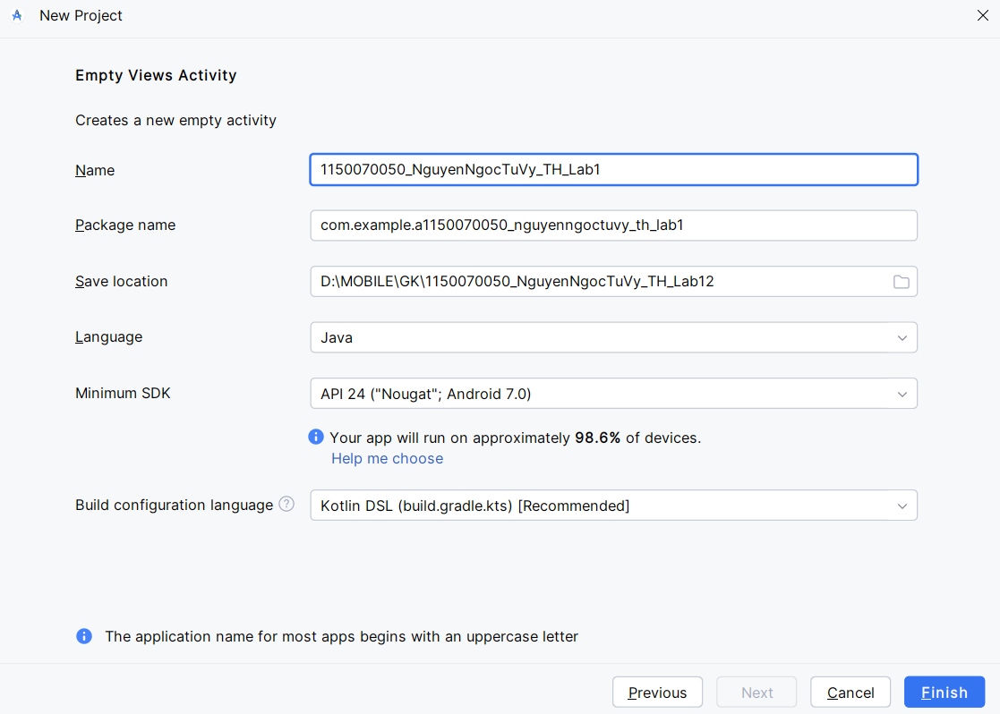 New Project
Empty Views Activity
Creates a new empty activity
Name 1150070050_NguyenNgocTuVy_TH_Lab1
Package name com.example.a1150070050_nguyenngoctuvy_th_lab1
Save location D:\MOBILE\GK\1150070050_NguyenNgocTuVy_TH_Lab12
Language Java
Minimum SDK API 24 ("Nougat"; Android 7.0)
Your app will run on approximately 98.6% of devices.
Help me choose
Build configuration language ? Kotlin DSL (build.gradle.kts) [Recommended]
The application name for most apps begins with an uppercase letter
Previous Next Cancel Finish